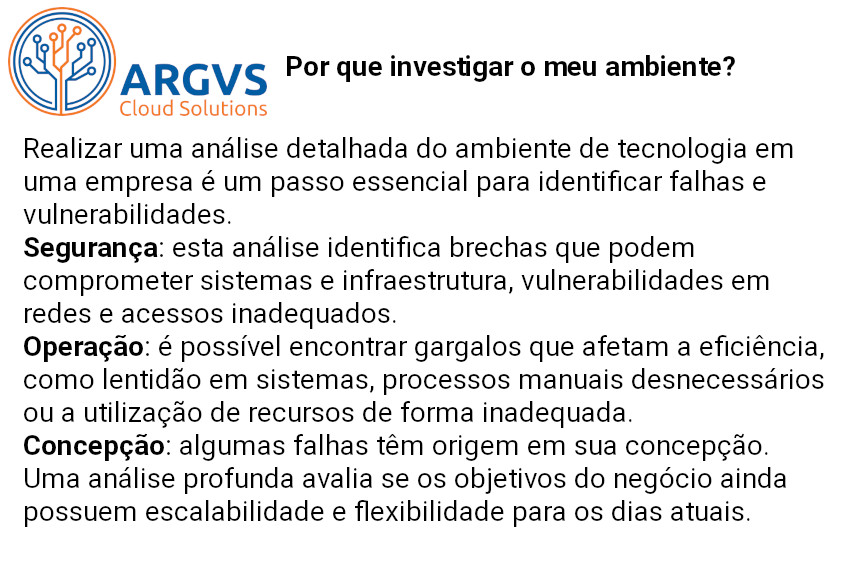 ARGVS
Cloud Solutions
Por que investigar o meu ambiente?
Realizar uma análise detalhada do ambiente de tecnologia em
uma empresa é um passo essencial para identificar falhas e
vulnerabilidades.
Segurança: esta análise identifica brechas que podem
comprometer sistemas e infraestrutura, vulnerabilidades em
redes e acessos inadequados.
Operação: é possível encontrar gargalos que afetam a eficiência,
como lentidão em sistemas, processos manuais desnecessários
ou a utilização de recursos de forma inadequada.
Concepção: algumas falhas têm origem em sua concepção.
Uma análise profunda avalia se os objetivos do negócio ainda
possuem escalabilidade e flexibilidade para os dias atuais.